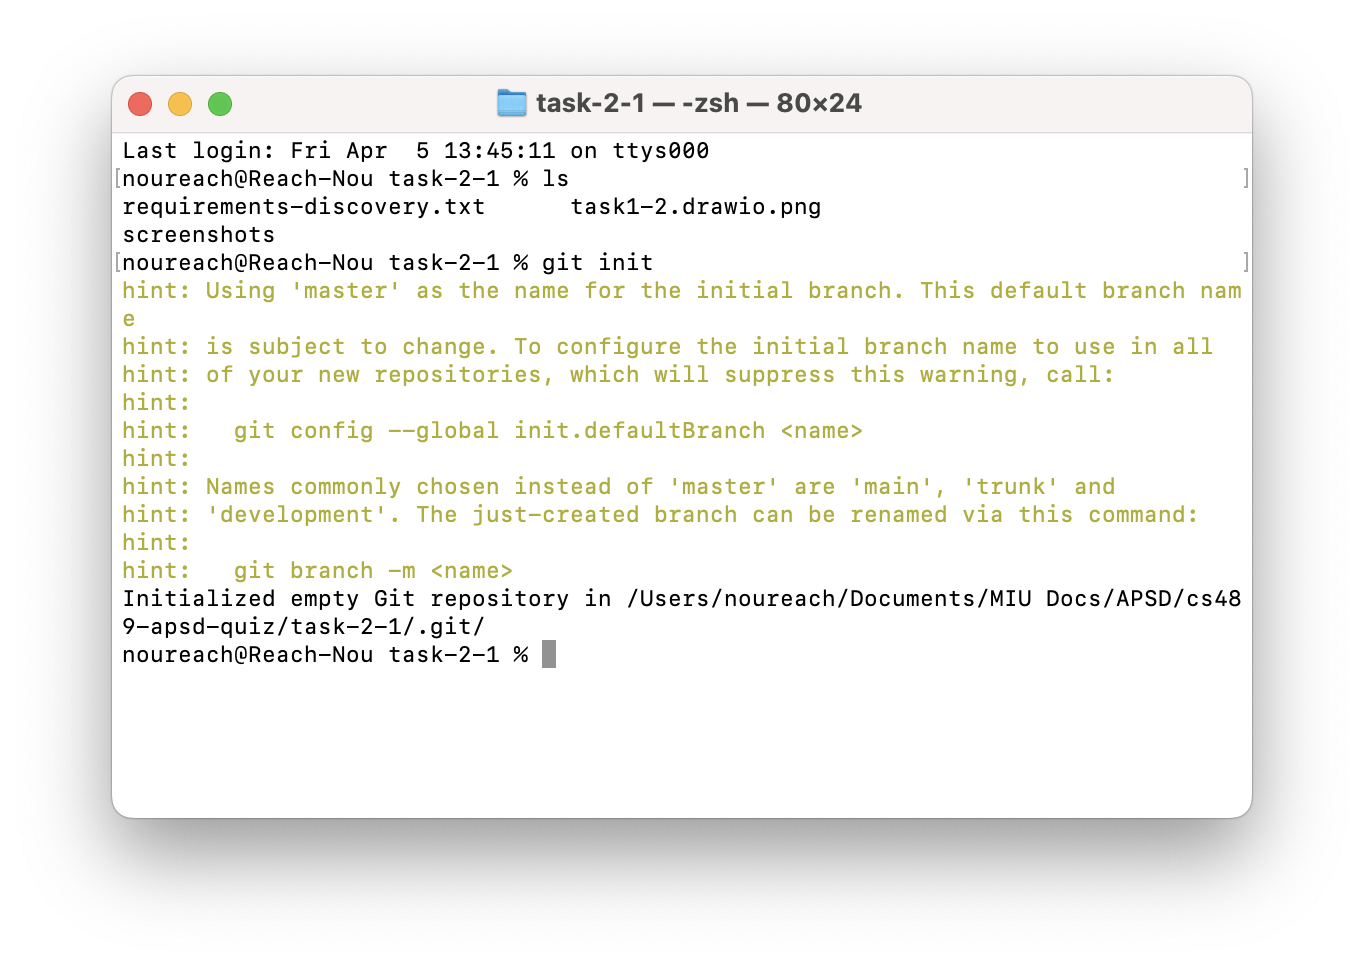 task-2-1 — -zsh — 80×24
Last login: Fri Apr  5 13:45:11 on ttys000
[noureach@Reach-Nou task-2-1 % ls ]
requirements-discovery.txt      task1-2.drawio.png
screenshots
[noureach@Reach-Nou task-2-1 % git init ]
hint: Using 'master' as the name for the initial branch. This default branch nam
e
hint: is subject to change. To configure the initial branch name to use in all
hint: of your new repositories, which will suppress this warning, call:
hint:
hint:   git config --global init.defaultBranch <name>
hint:
hint: Names commonly chosen instead of 'master' are 'main', 'trunk' and
hint: 'development'. The just-created branch can be renamed via this command:
hint:
hint:   git branch -m <name>
Initialized empty Git repository in /Users/noureach/Documents/MIU Docs/APSD/cs48
9-apsd-quiz/task-2-1/.git/
noureach@Reach-Nou task-2-1 %